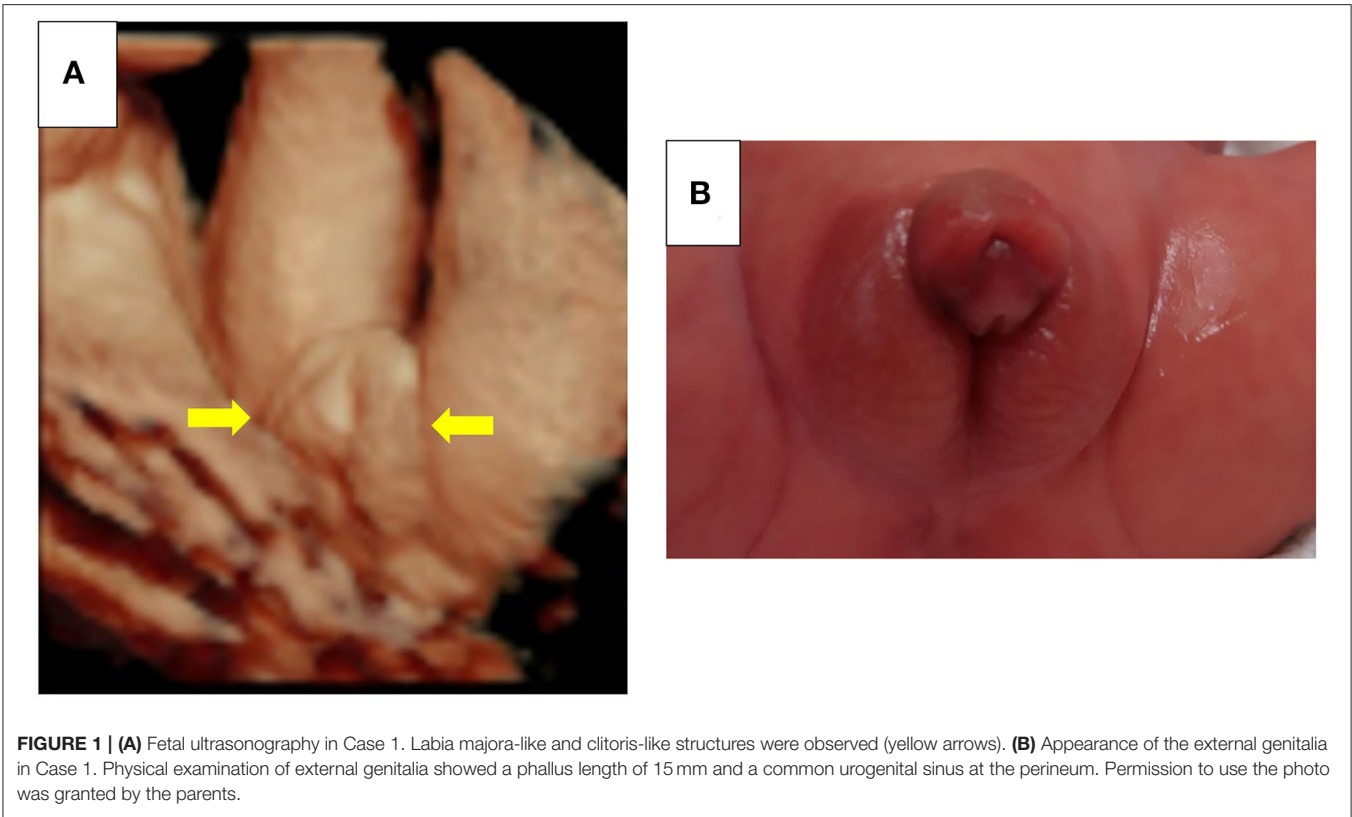 A
B
FIGURE 1 | (A) Fetal ultrasonography in Case 1. Labia majora-like and clitoris-like structures were observed (yellow arrows). (B) Appearance of the external genitalia
in Case 1. Physical examination of external genitalia showed a phallus length of 15 mm and a common urogenital sinus at the perineum. Permission to use the photo
was granted by the parents.